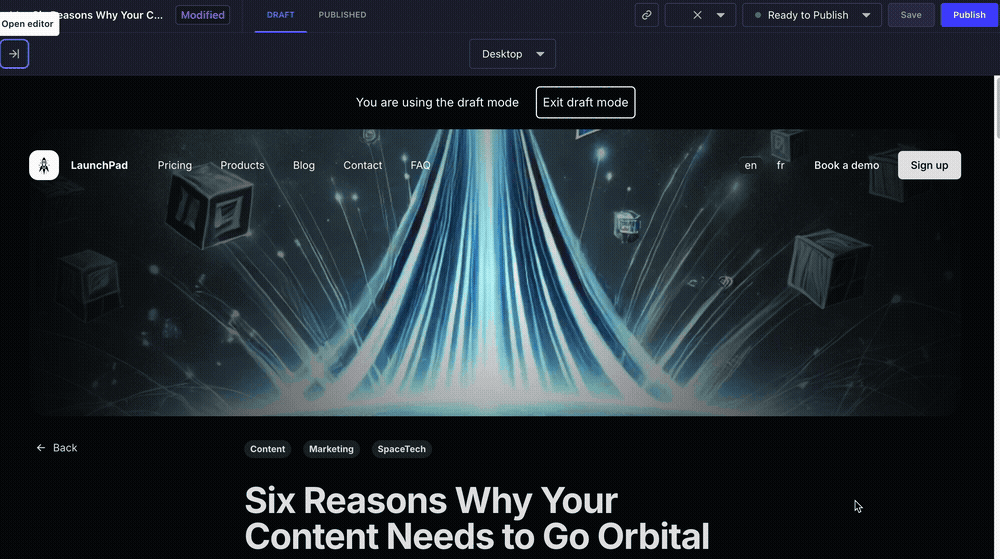 Six Reasons Why Your C... Modified DRAFT PUBLISHED Ready to Publish Save Publish
Open editor
Desktop
You are using the draft mode Exit draft mode
LaunchPad Pricing Products Blog Contact FAQ en fr Book a demo Sign up
Back
Content Marketing SpaceTech
Six Reasons Why Your
Content Needs to Go Orbital